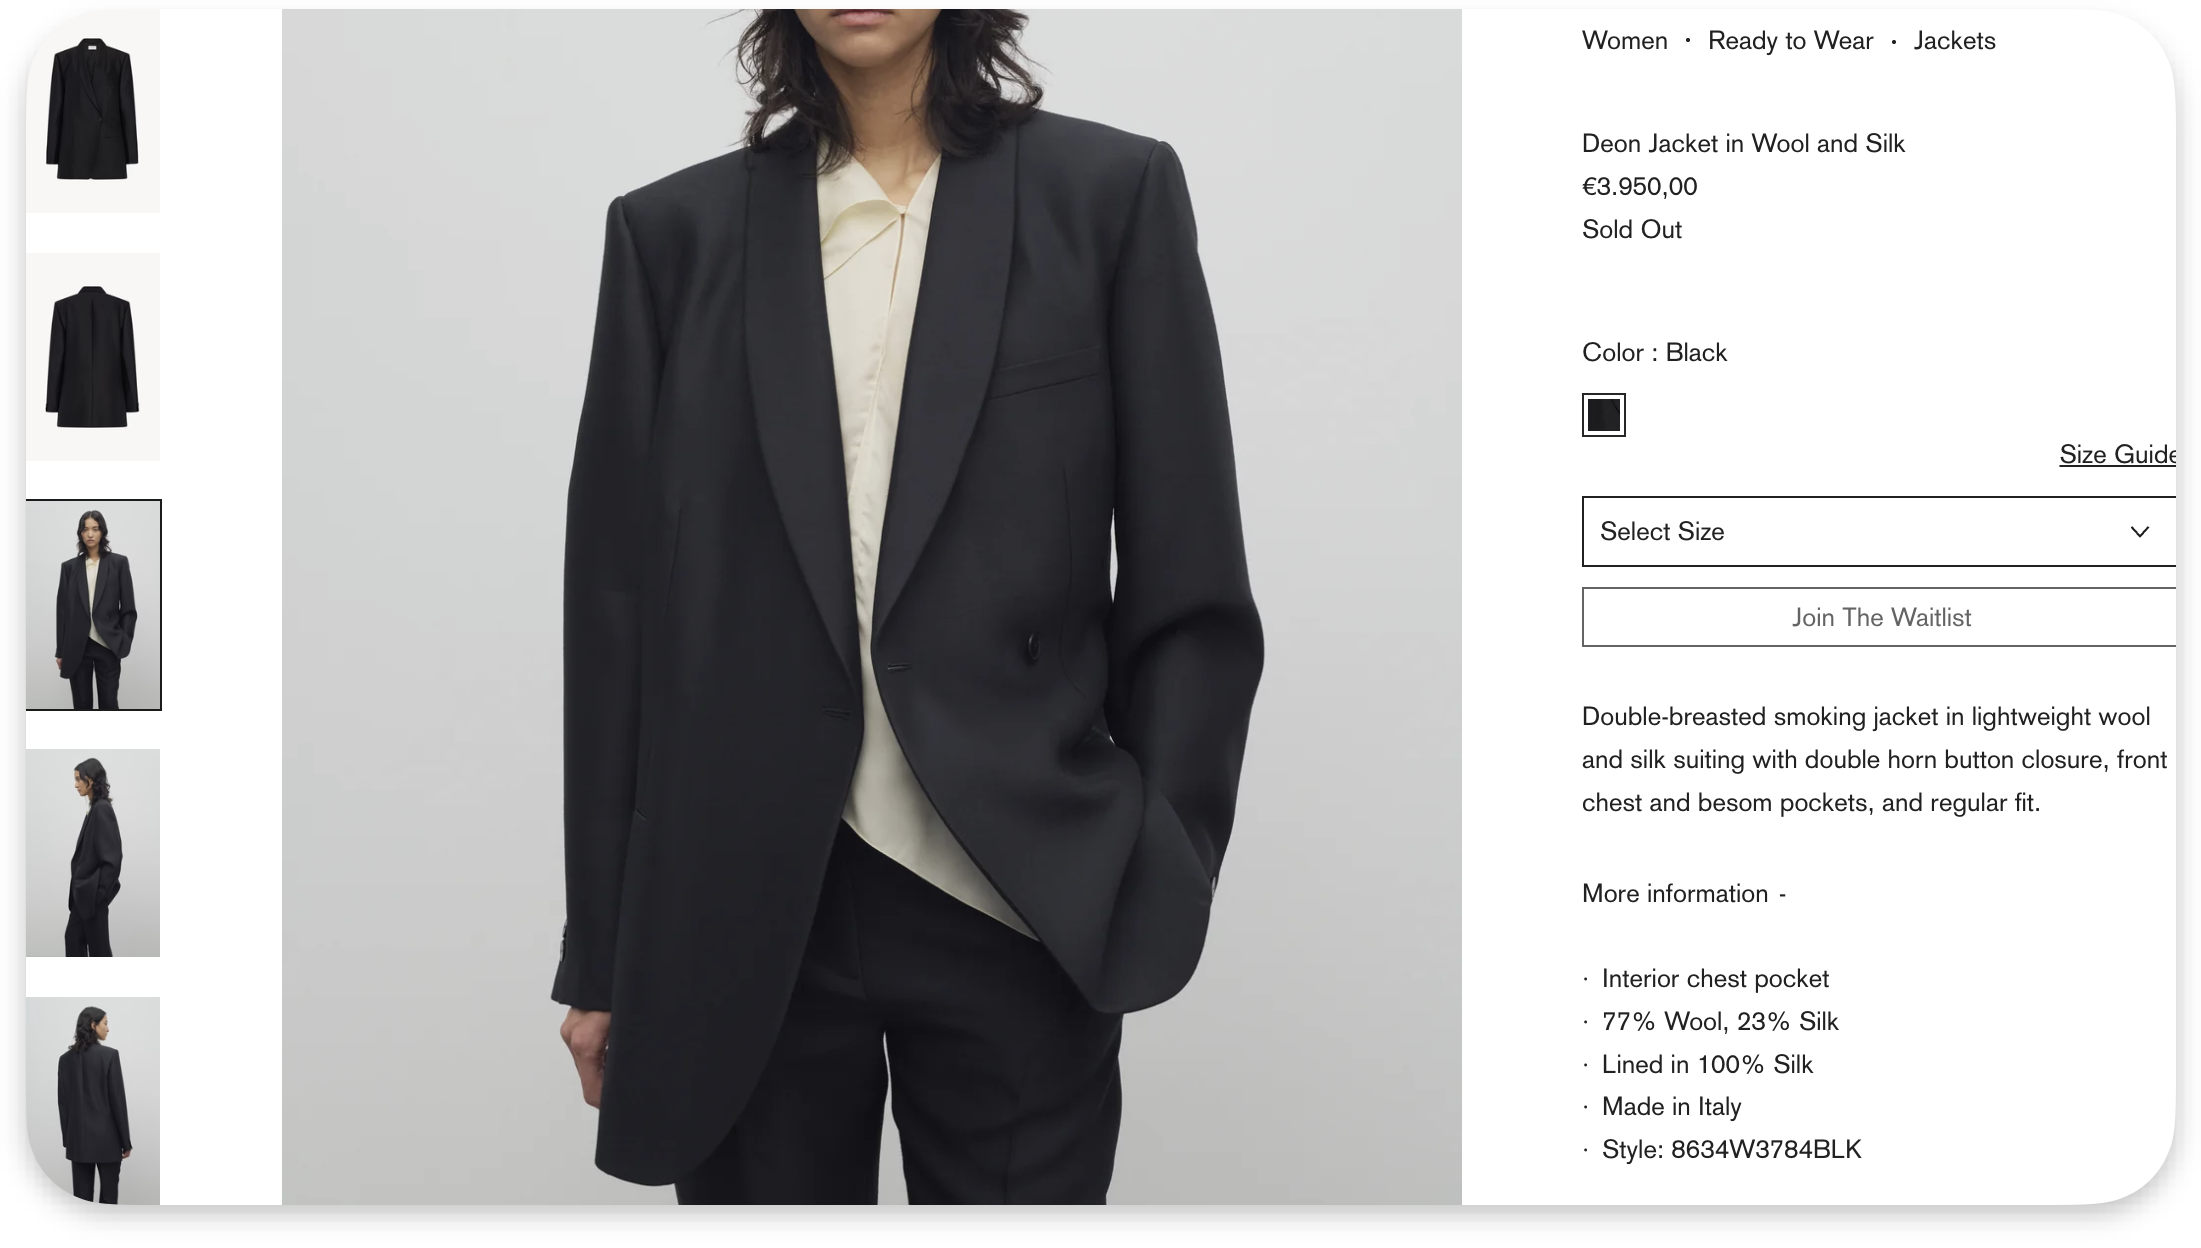 Women · Ready to Wear · Jackets
Deon Jacket in Wool and Silk
€3.950,00
Sold Out
Color : Black
Size Guide
Select Size
Join The Waitlist
Double-breasted smoking jacket in lightweight wool
and silk suiting with double horn button closure, front
chest and besom pockets, and regular fit.
More information -
· Interior chest pocket
· 77% Wool, 23% Silk
· Lined in 100% Silk
· Made in Italy
· Style: 8634W3784BLK